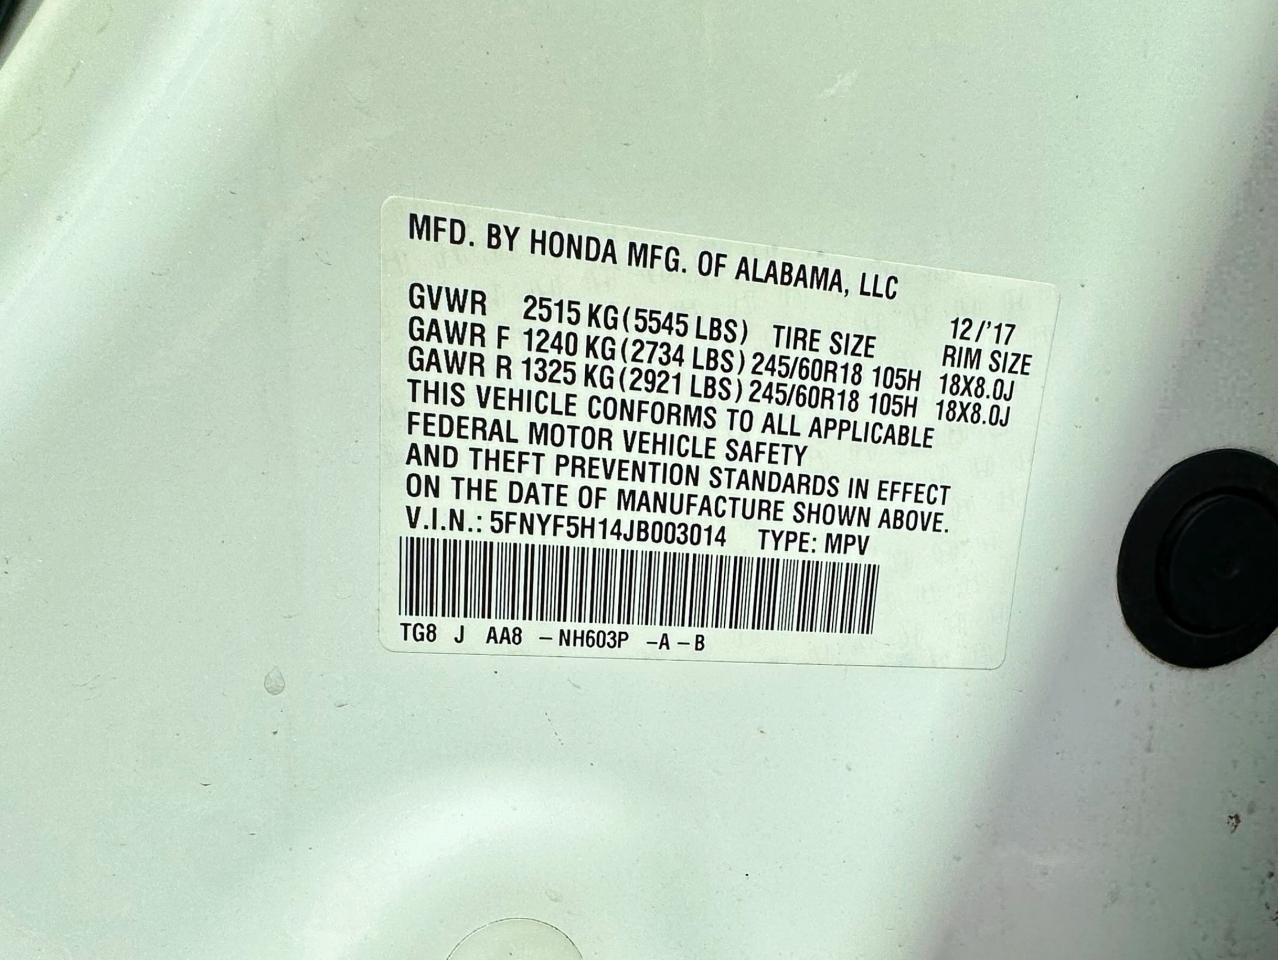 MFD. BY HONDA MFG. OF ALABAMA, LLC
12/'17
GVWR 2515 KG(5545 LBS) TIRE SIZE RIM SIZE
GAWR F 1240 KG(2734 LBS) 245/60R18 105H 18X8.0J
GAWR R 1325 KG(2921 LBS) 245/60R18 105H 18X8.0J
THIS VEHICLE CONFORMS TO ALL APPLICABLE
FEDERAL MOTOR VEHICLE SAFETY
AND THEFT PREVENTION STANDARDS IN EFFECT
ON THE DATE OF MANUFACTURE SHOWN ABOVE.
V.I.N.: 5FNYF5H14JB003014 TYPE: MPV
TG8 J AA8 – NH603P –A – B